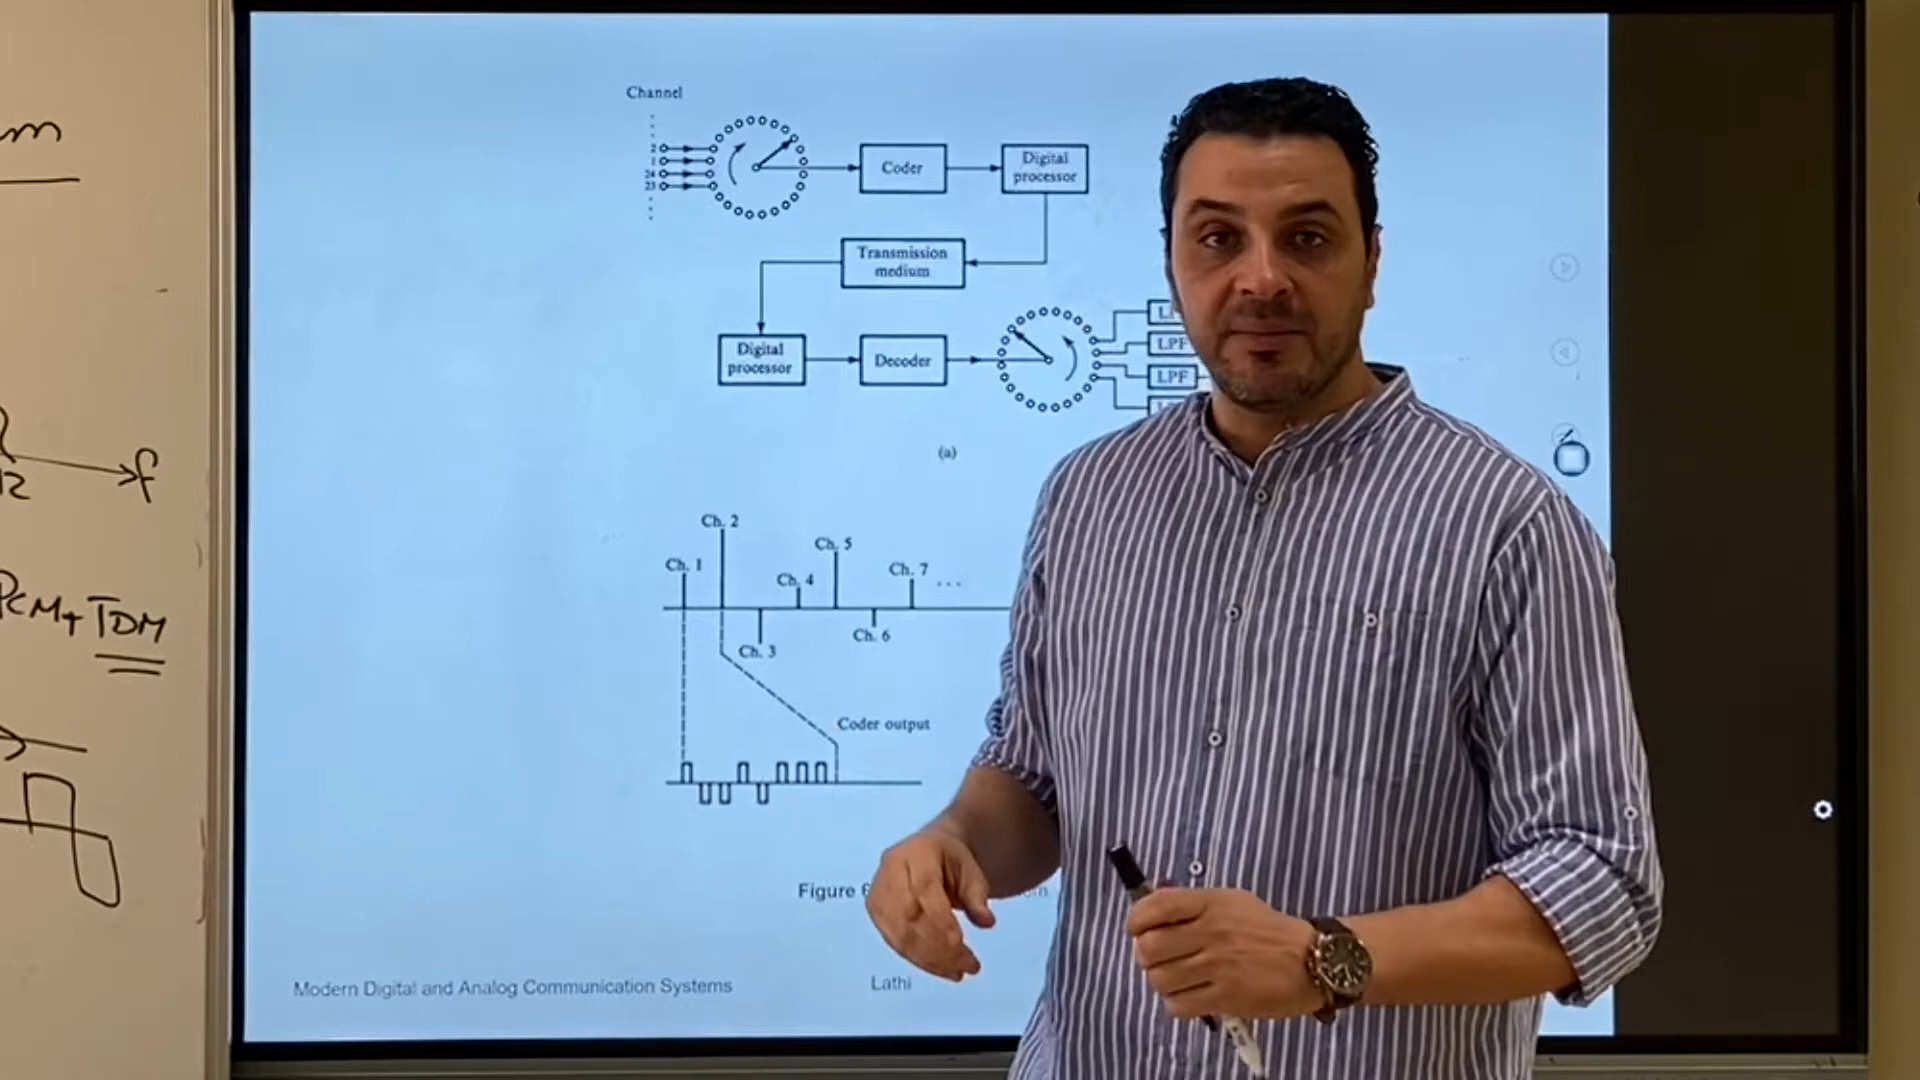 m
f
12
PCM+ TDM
Channel
2
1
24
23
Coder
Digital
processor
Transmission
medium
Digital
processor
Decoder
LPF
LPF
(a)
Ch. 2
Ch. 5
Ch. 1
Ch. 4
Ch. 7 ...
Ch. 6
Ch. 3
Coder output
Figure 6
Modern Digital and Analog Communication Systems
Lathi